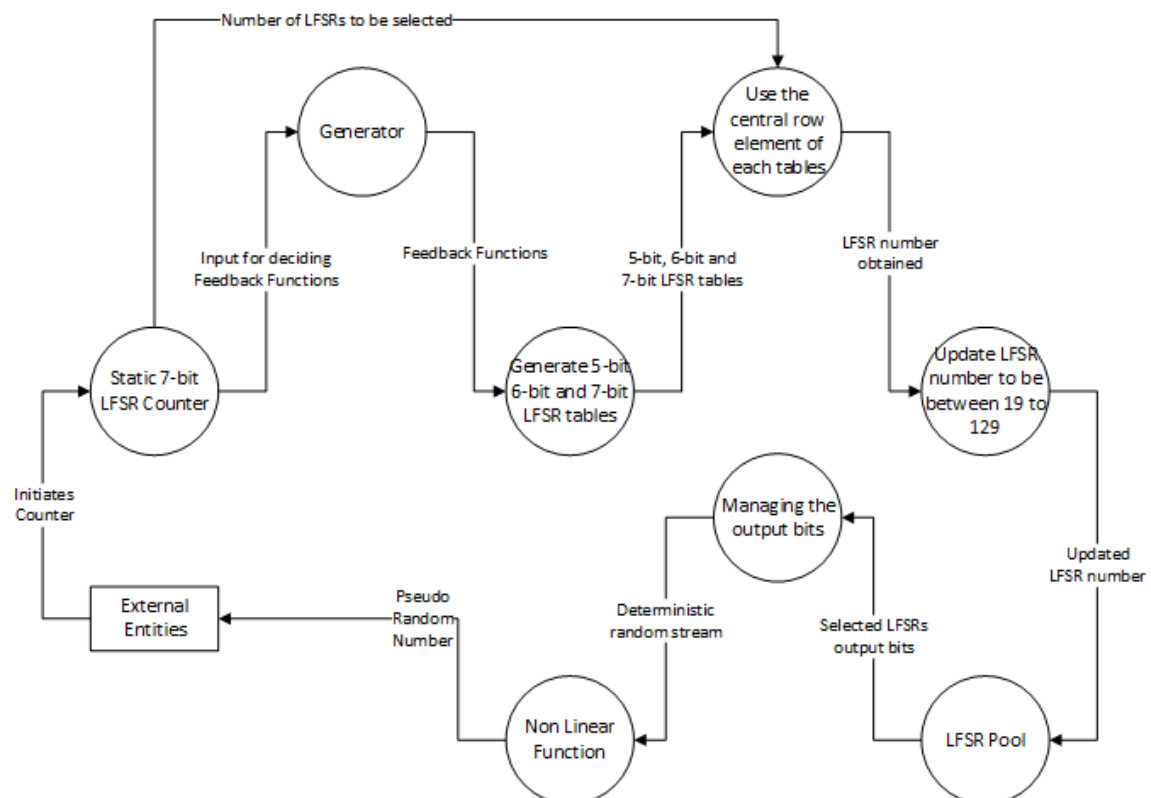 Number of LFSRs to be selected
Generator
Use the
central row
element of
each tables
Input for deciding
Feedback Functions
Feedback Functions
5-bit, 6-bit and
7-bit LFSR tables
LFSR number
obtained
Static 7-bit
LFSR Counter
Generate 5-bit
6-bit and 7-bit
LFSR tables
Update LFSR
number to be
between 19 to
129
Initiates
Counter
Managing the
output bits
Updated
LFSR number
External
Entities
Pseudo
Random
Number
Deterministic
random stream
Selected LFSRs
output bits
Non Linear
Function
LFSR Pool